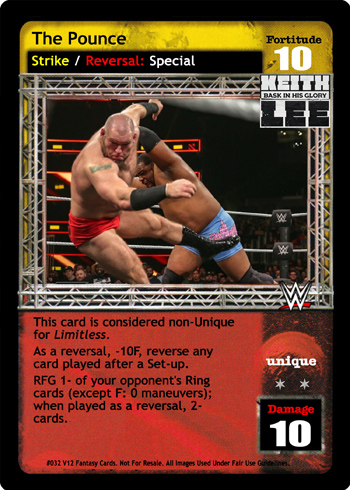 The Pounce
Fortitude
10
Strike / Reversal: Special
KEITH
BASK IN HIS GLORY
LEE
This card is considered non-Unique
for Limitless.
As a reversal, -10F, reverse any
card played after a Set-up.
RFG 1- of your opponent's Ring
cards (except F: 0 maneuvers);
when played as a reversal, 2-
cards.
unique
Damage
10
#032 V12 Fantasy Cards. Not For Resale. All Images Used Under Fair Use Guidelines.